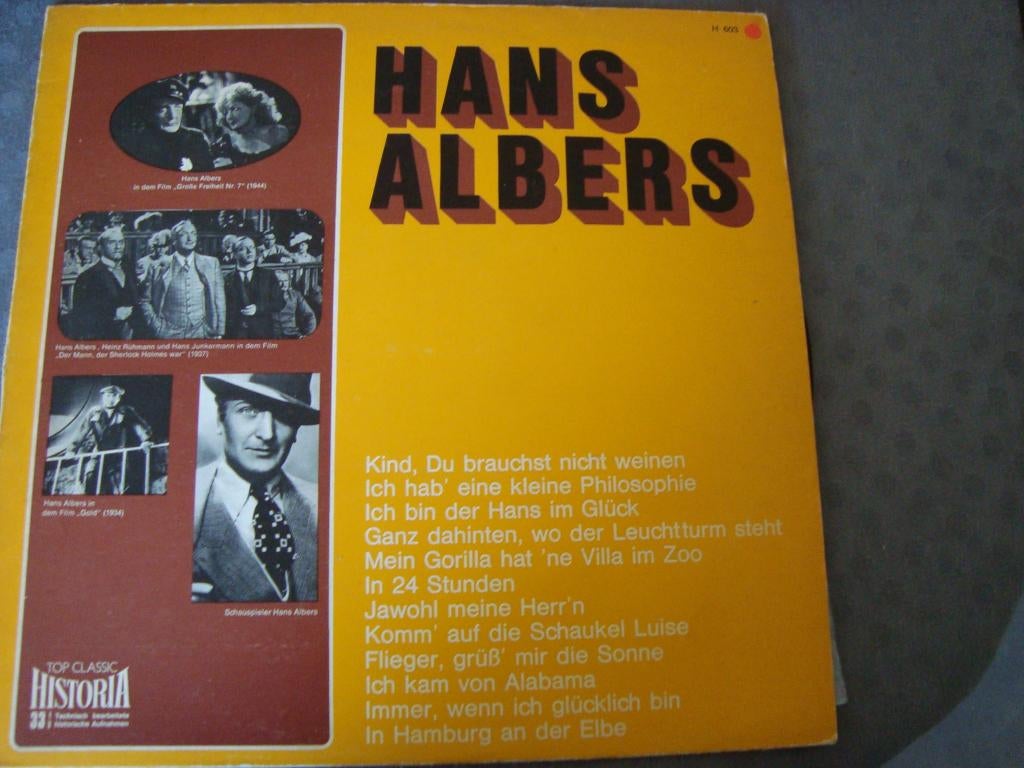 H 603
HANS
ALBERS
Hans Albers
in dem Film „Große Freiheit Nr. 7" (1944)
Hans Albers, Heinz Rühmann und Hans Junkermann in dem Film
„Der Mann, der Sherlock Holmes war" (1937)
Hans Albers in
dem Film „Gold" (1934)
Schauspieler Hans Albers
Kind, Du brauchst nicht weinen
Ich hab' eine kleine Philosophie
Ich bin der Hans im Glück
Ganz dahinten, wo der Leuchtturm steht
Mein Gorilla hat 'ne Villa im Zoo
In 24 Stunden
Jawohl meine Herr'n
Komm' auf die Schaukel Luise
Flieger, grüß' mir die Sonne
Ich kam von Alabama
Immer, wenn ich glücklich bin
In Hamburg an der Elbe
TOP CLASSIC
HISTORIA
33 Technisch bearbeitete
historische Aufnahmen